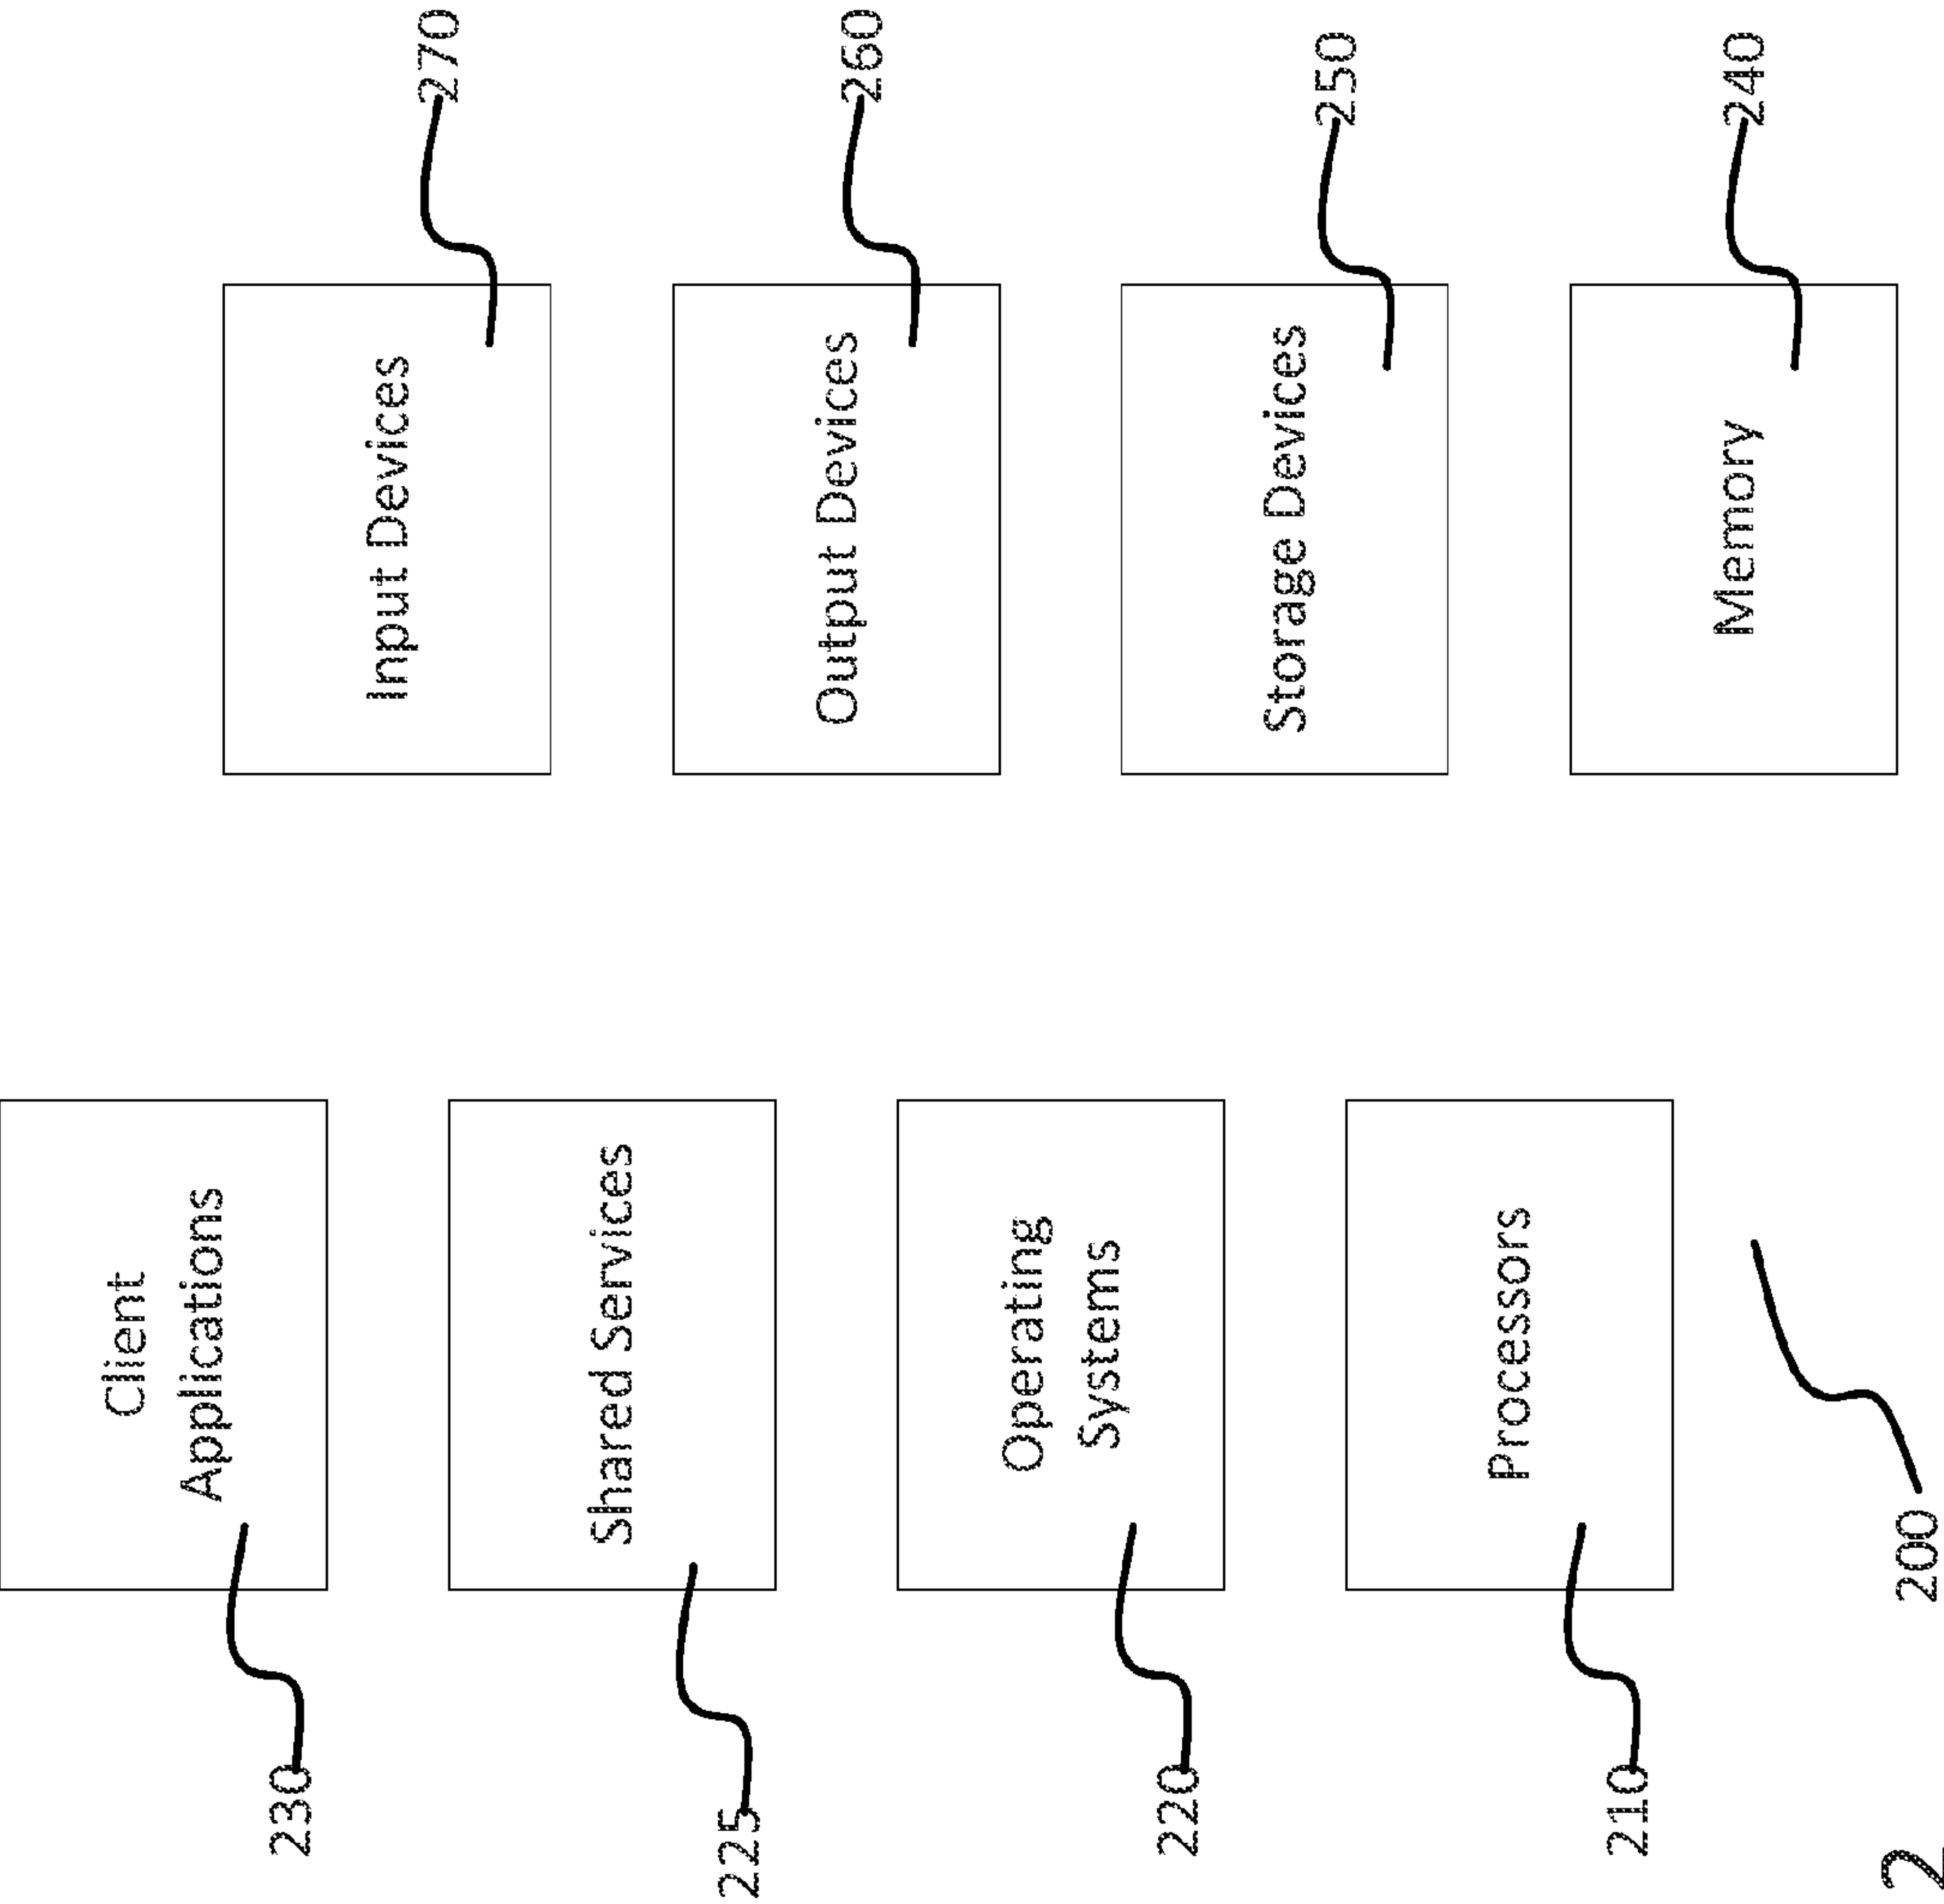 Client
Applications
230
Input Devices
270
Shared Services
225
Output Devices
260
Operating
Systems
220
Storage Devices
250
Processors
210
Memory
240
200
2